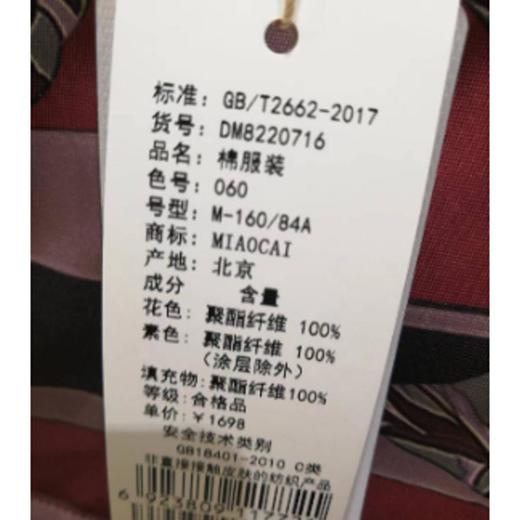 标准：GB/T2662-2017
货号：DM8220716
品名：棉服装
色号：060
号型：M-160/84A
商标：MIAOCAI
产地：北京
成分 含量
花色：聚酯纤维 100%
素色：聚酯纤维 100%
（涂层除外）
填充物：聚酯纤维100%
等级：合格品
单价：￥1698
安全技术类别
GB18401-2010 C类
非直接接触皮肤的纺织产品